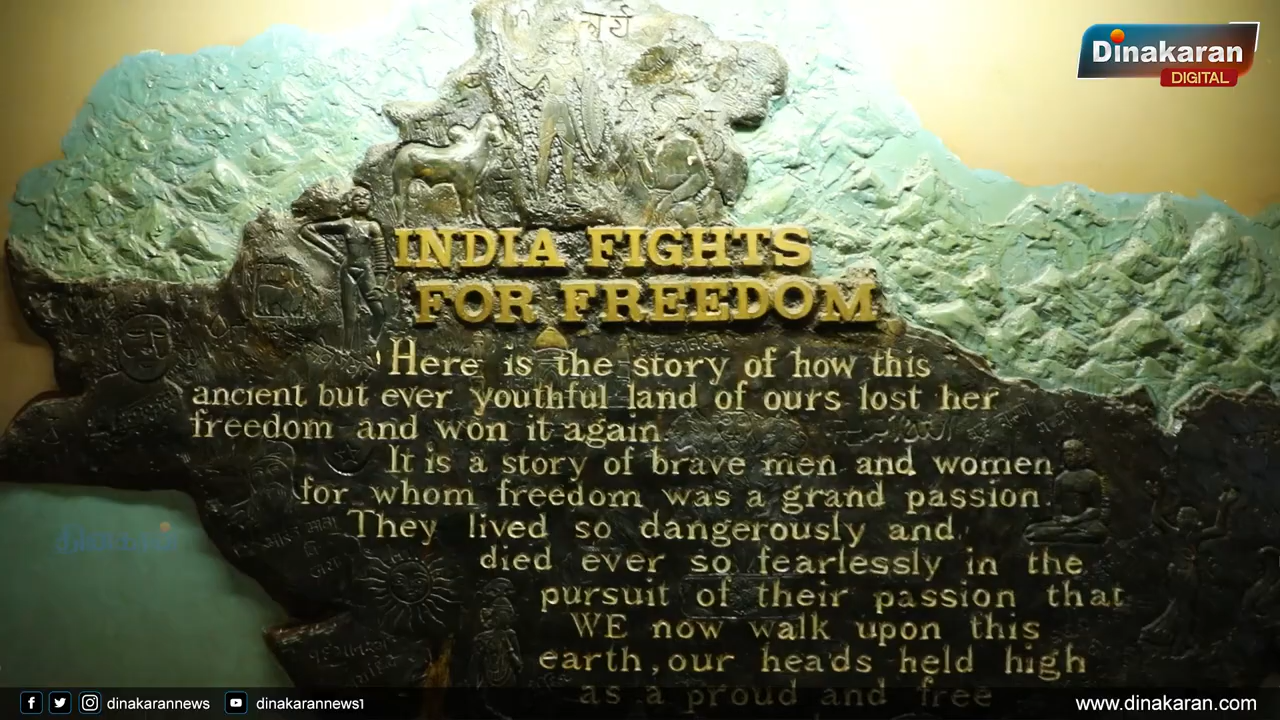 Dinakaran
DIGITAL
INDIA FIGHTS
FOR FREEDOM
Here is the story of how this
ancient but ever youthful land of ours lost her
freedom and won it again.
It is a story of brave men and women
for whom freedom was a grand passion.
They lived so dangerously and
died ever so fearlessly in the
pursuit of their passion that
WE now walk upon this
earth, our heads held high
as a proud and free
dinakarannews
dinakarannews1
www.dinakaran.com